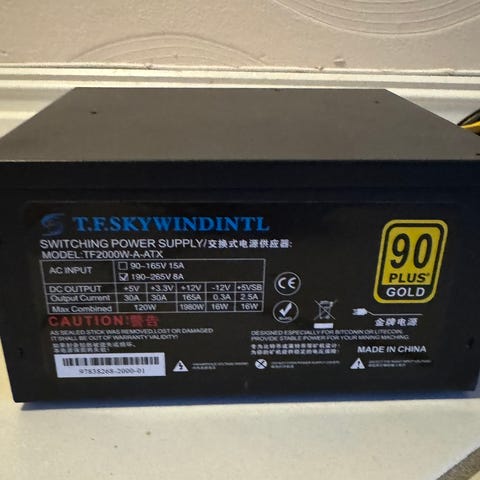 T.F.SKYWINDINTL
SWITCHING POWER SUPPLY/交换式电源供应器:
MODEL:TF2000W-A-ATX
AC INPUT □90-165V 15A
☑190-265V 8A
DC OUTPUT +5V +3.3V +12V -12V +5VSB
Output Current 30A 30A 165A 0.3A 2.5A
Max Combined 120W 1980W 16W 16W
CAUTION:警告
AS SEALED STICK WAS REMOVED.LOST OR DAMAGED
IT SHALL BE OUT OF WARRANTY VALIDITY!
97838268-2000-01
CE
DESIGNED ESPECIALLY FOR BITCOIN OR LITECOIN.
PROVIDE STABLE POWER FOR YOUR MINING MACHINE.
90
PLUS
GOLD
金牌电源
MADE IN CHINA